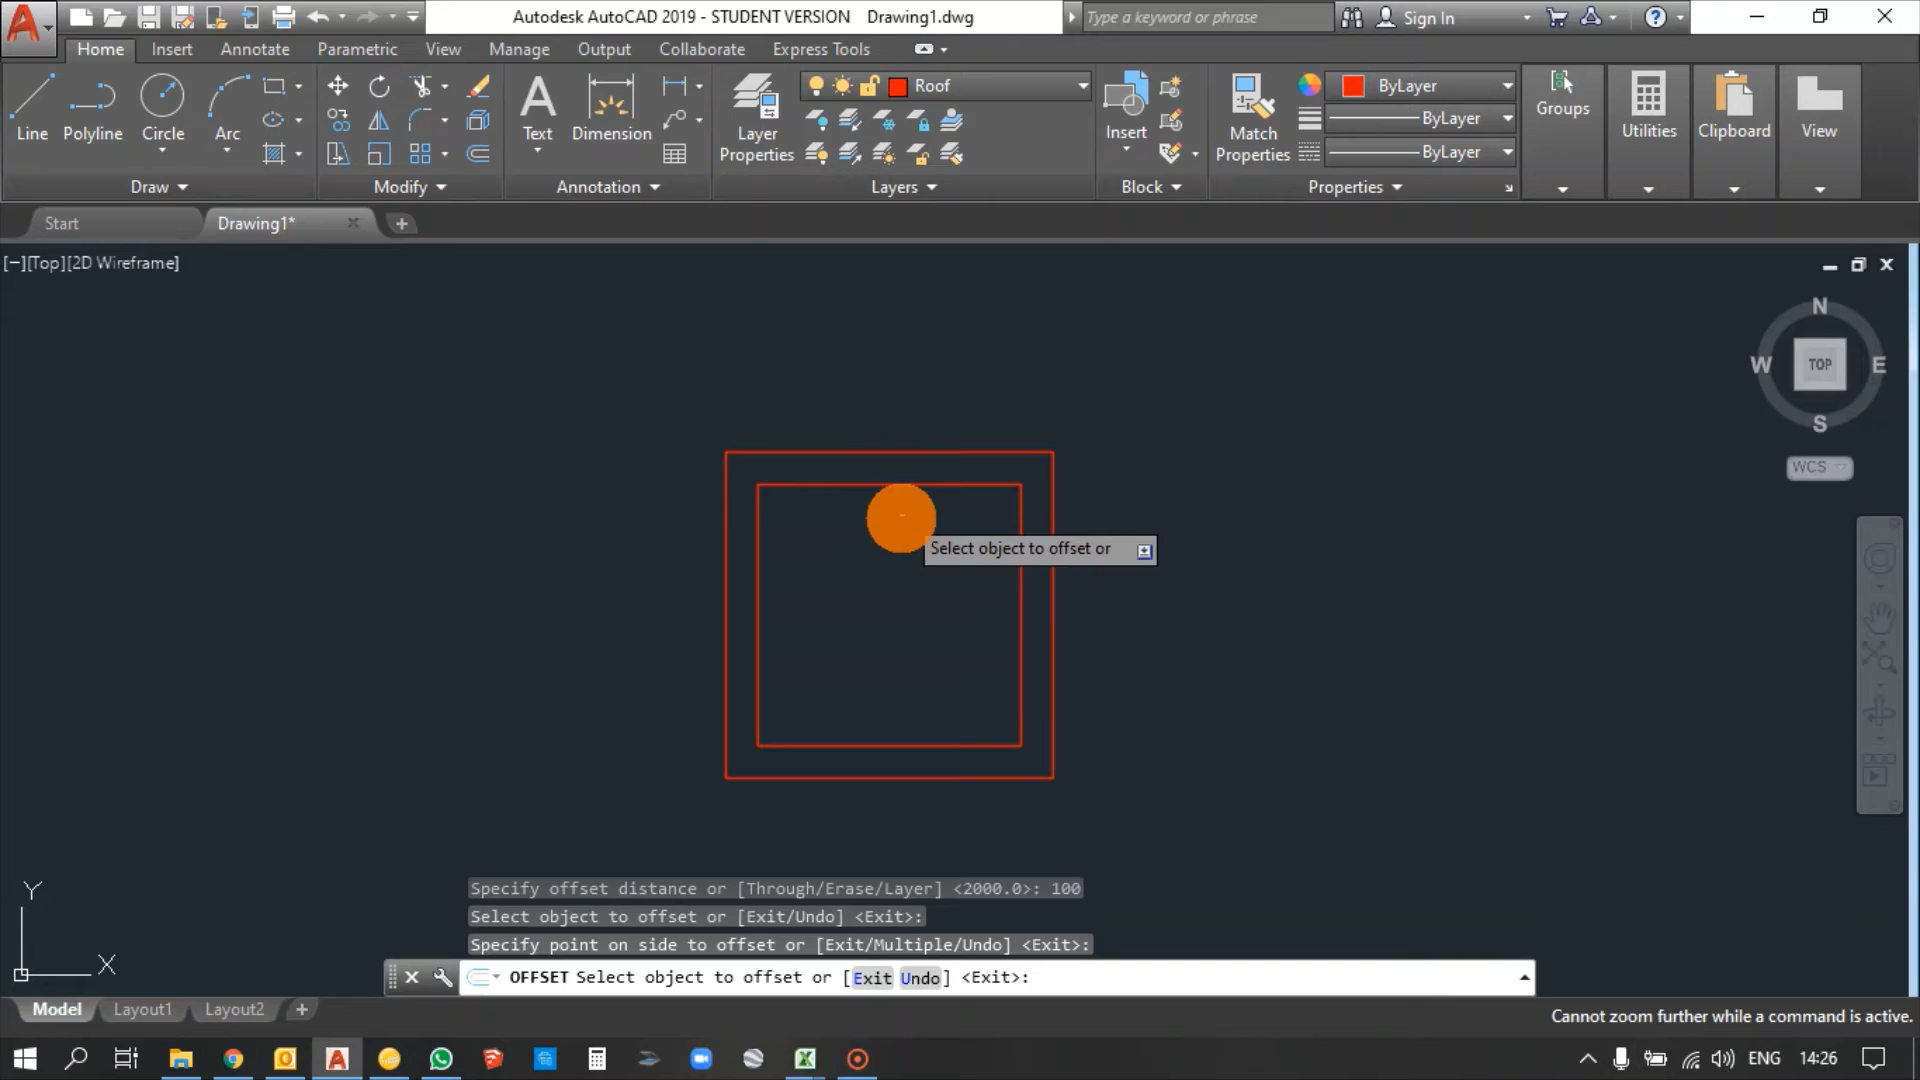 Autodesk AutoCAD 2019 - STUDENT VERSION Drawing1.dwg
Type a keyword or phrase
Sign In
Home Insert Annotate Parametric View Manage Output Collaborate Express Tools
Line Polyline Circle Arc
Text Dimension
Layer Properties
Roof
Insert
Match Properties
ByLayer
ByLayer
ByLayer
Groups Utilities Clipboard View
Draw Modify Annotation Layers Block Properties
Start Drawing1*
[−][Top][2D Wireframe]
N
W TOP E
S
WCS
Select object to offset or
Y
X
Specify offset distance or [Through/Erase/Layer] <2000.0>: 100
Select object to offset or [Exit/Undo] <Exit>:
Specify point on side to offset or [Exit/Multiple/Undo] <Exit>:
OFFSET Select object to offset or [Exit Undo] <Exit>:
Model Layout1 Layout2
Cannot zoom further while a command is active.
ENG 14:26